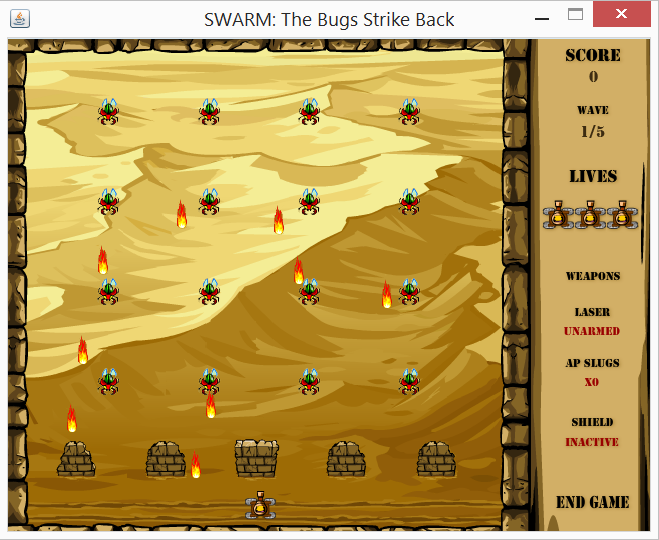 SWARM: The Bugs Strike Back
SCORE
0
WAVE
1/5
LIVES
WEAPONS
LASER
UNARMED
AP SLUGS
X0
SHIELD
INACTIVE
END GAME